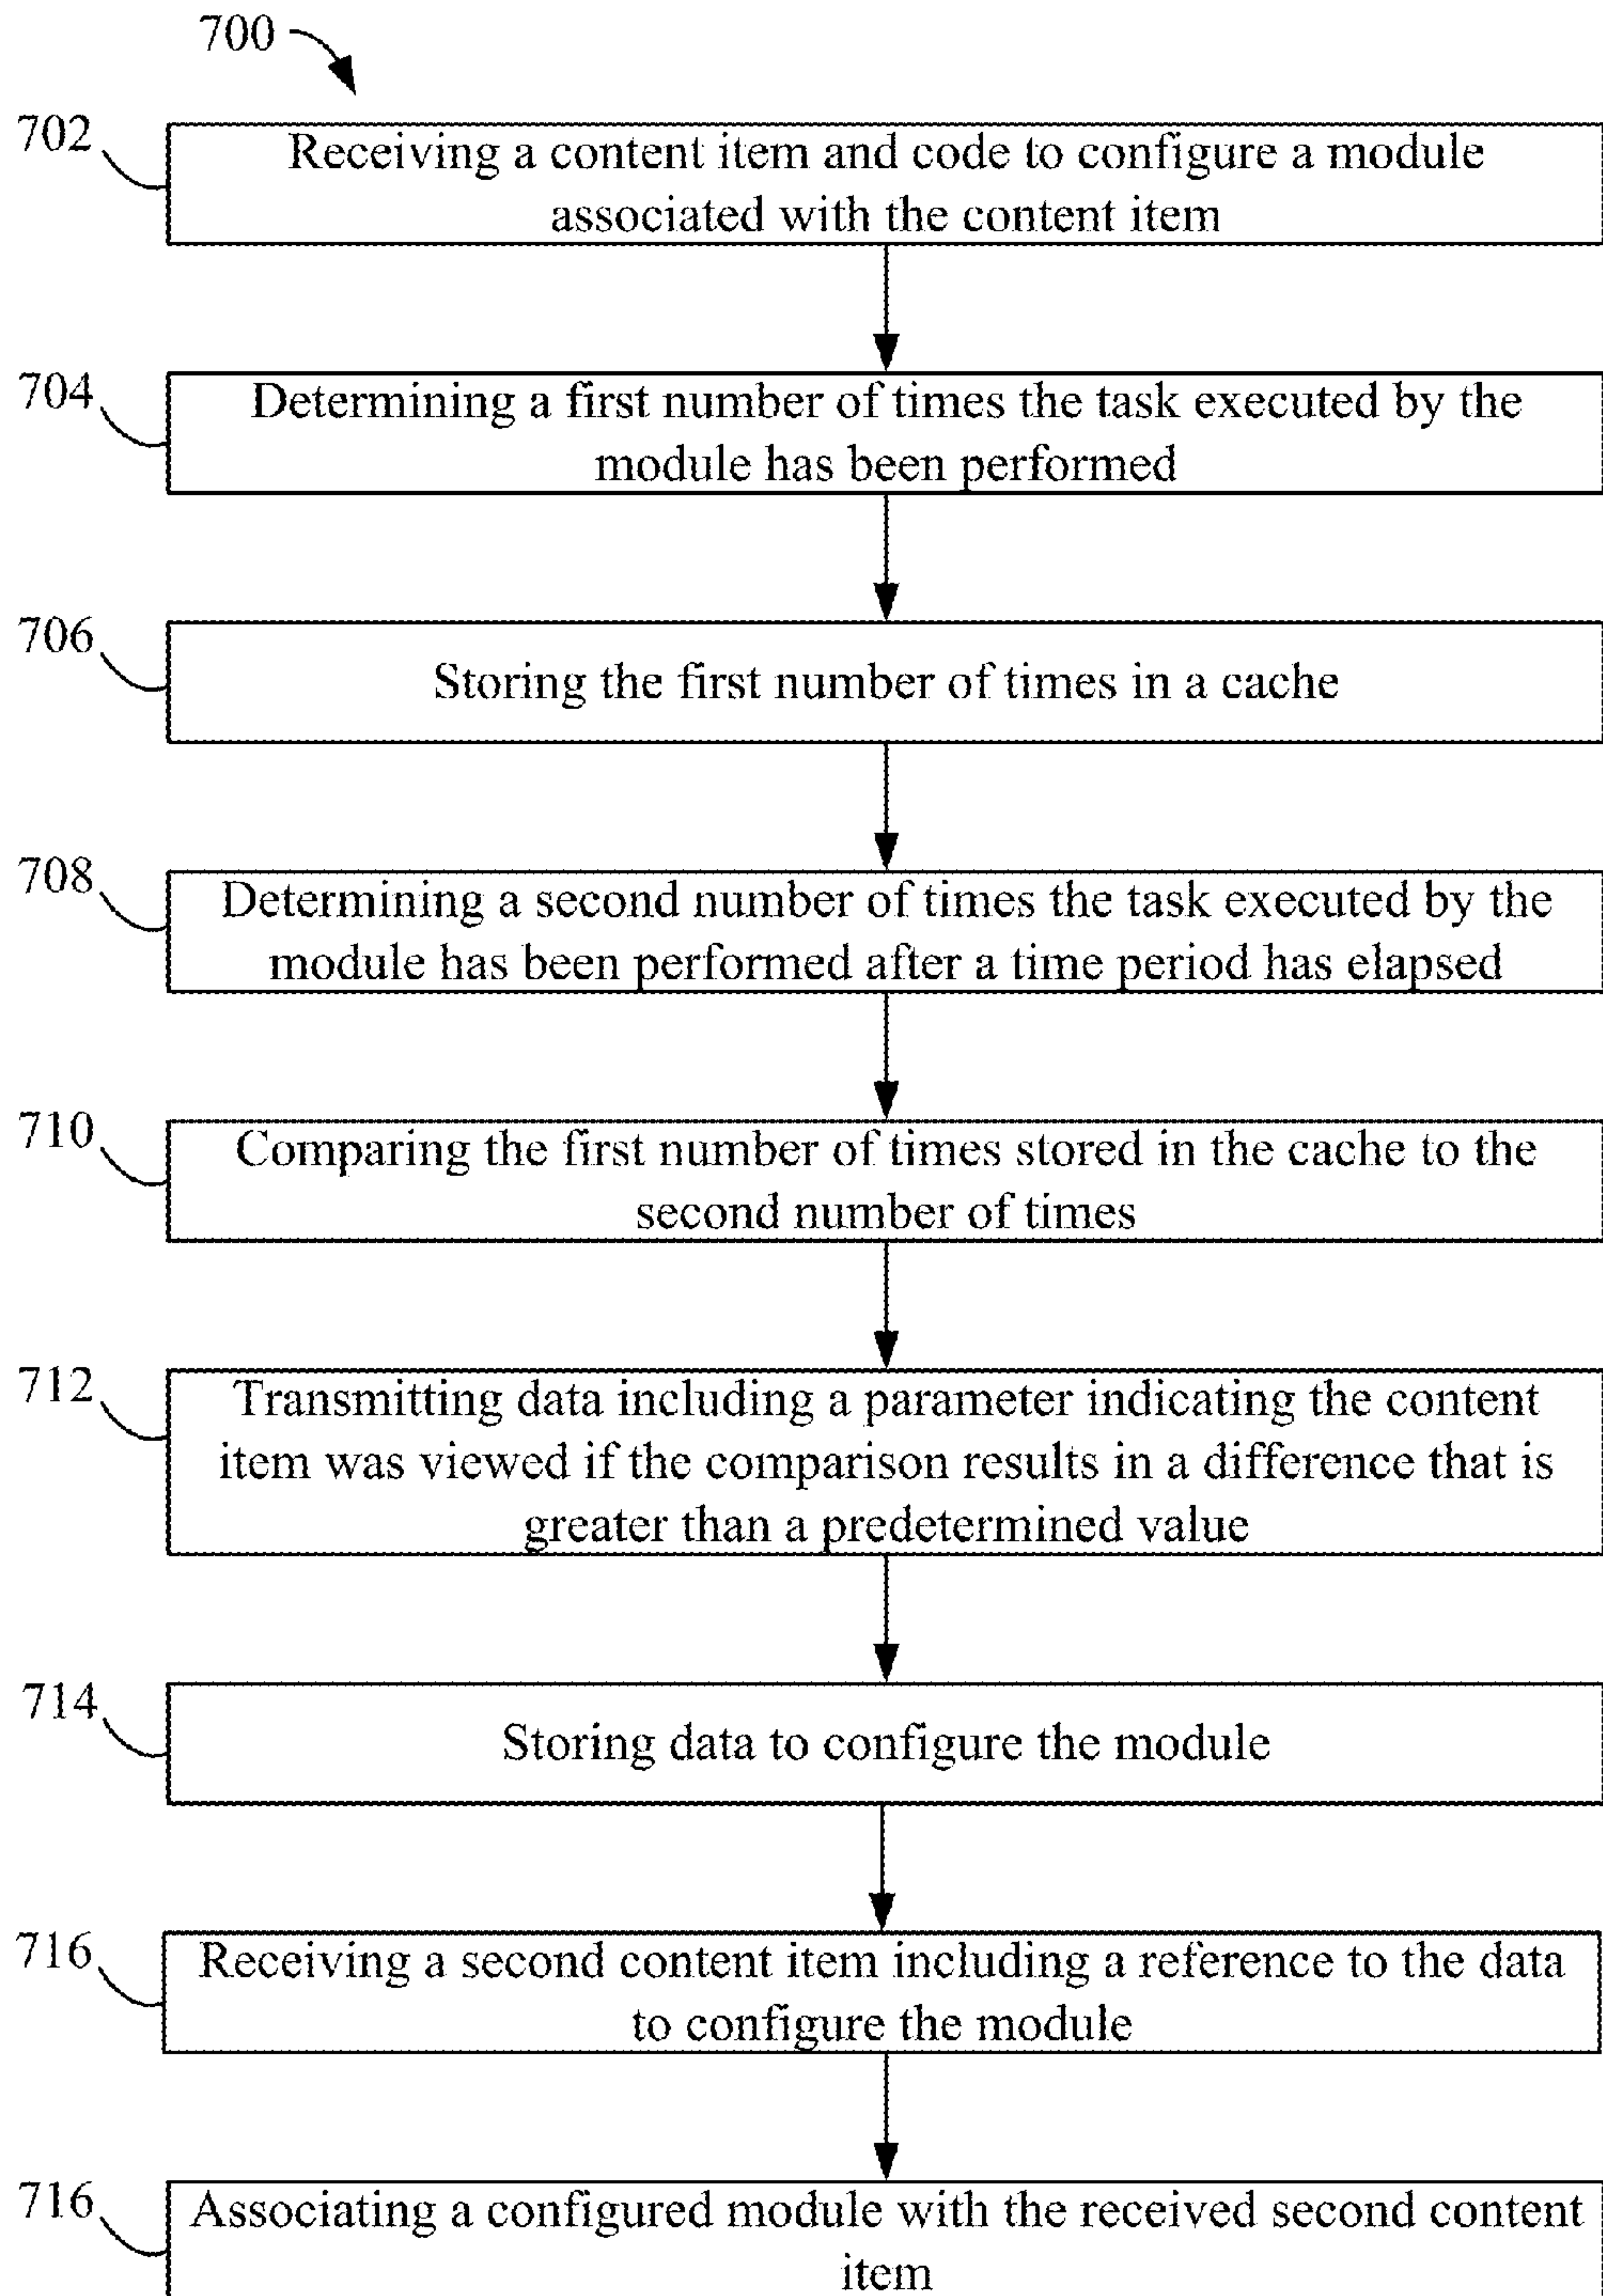 700
702
Receiving a content item and code to configure a module
associated with the content item
704
Determining a first number of times the task executed by the
module has been performed
706
Storing the first number of times in a cache
708
Determining a second number of times the task executed by the
module has been performed after a time period has elapsed
710
Comparing the first number of times stored in the cache to the
second number of times
712
Transmitting data including a parameter indicating the content
item was viewed if the comparison results in a difference that is
greater than a predetermined value
714
Storing data to configure the module
716
Receiving a second content item including a reference to the data
to configure the module
716
Associating a configured module with the received second content
item